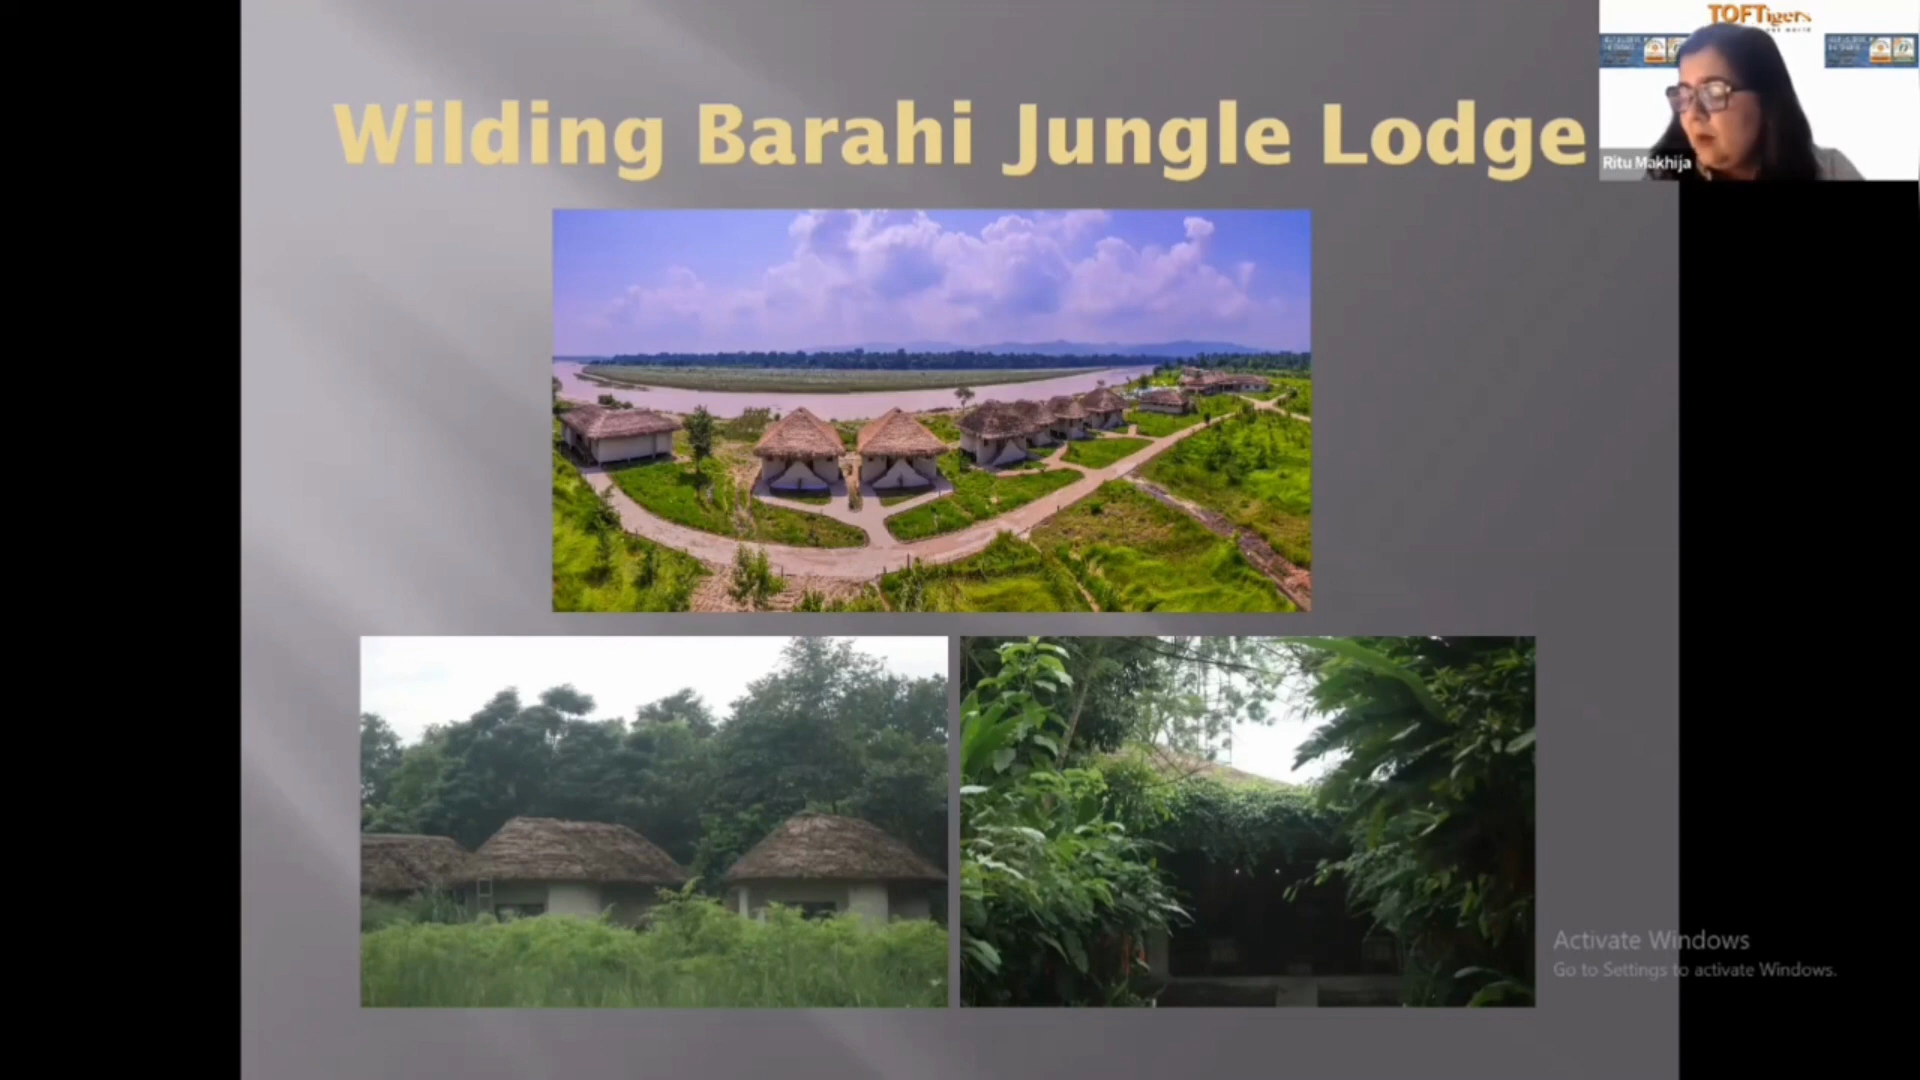 Wilding Barahi Jungle Lodge
TOFTigers
Ritu Makhija
Activate Windows
Go to Settings to activate Windows.